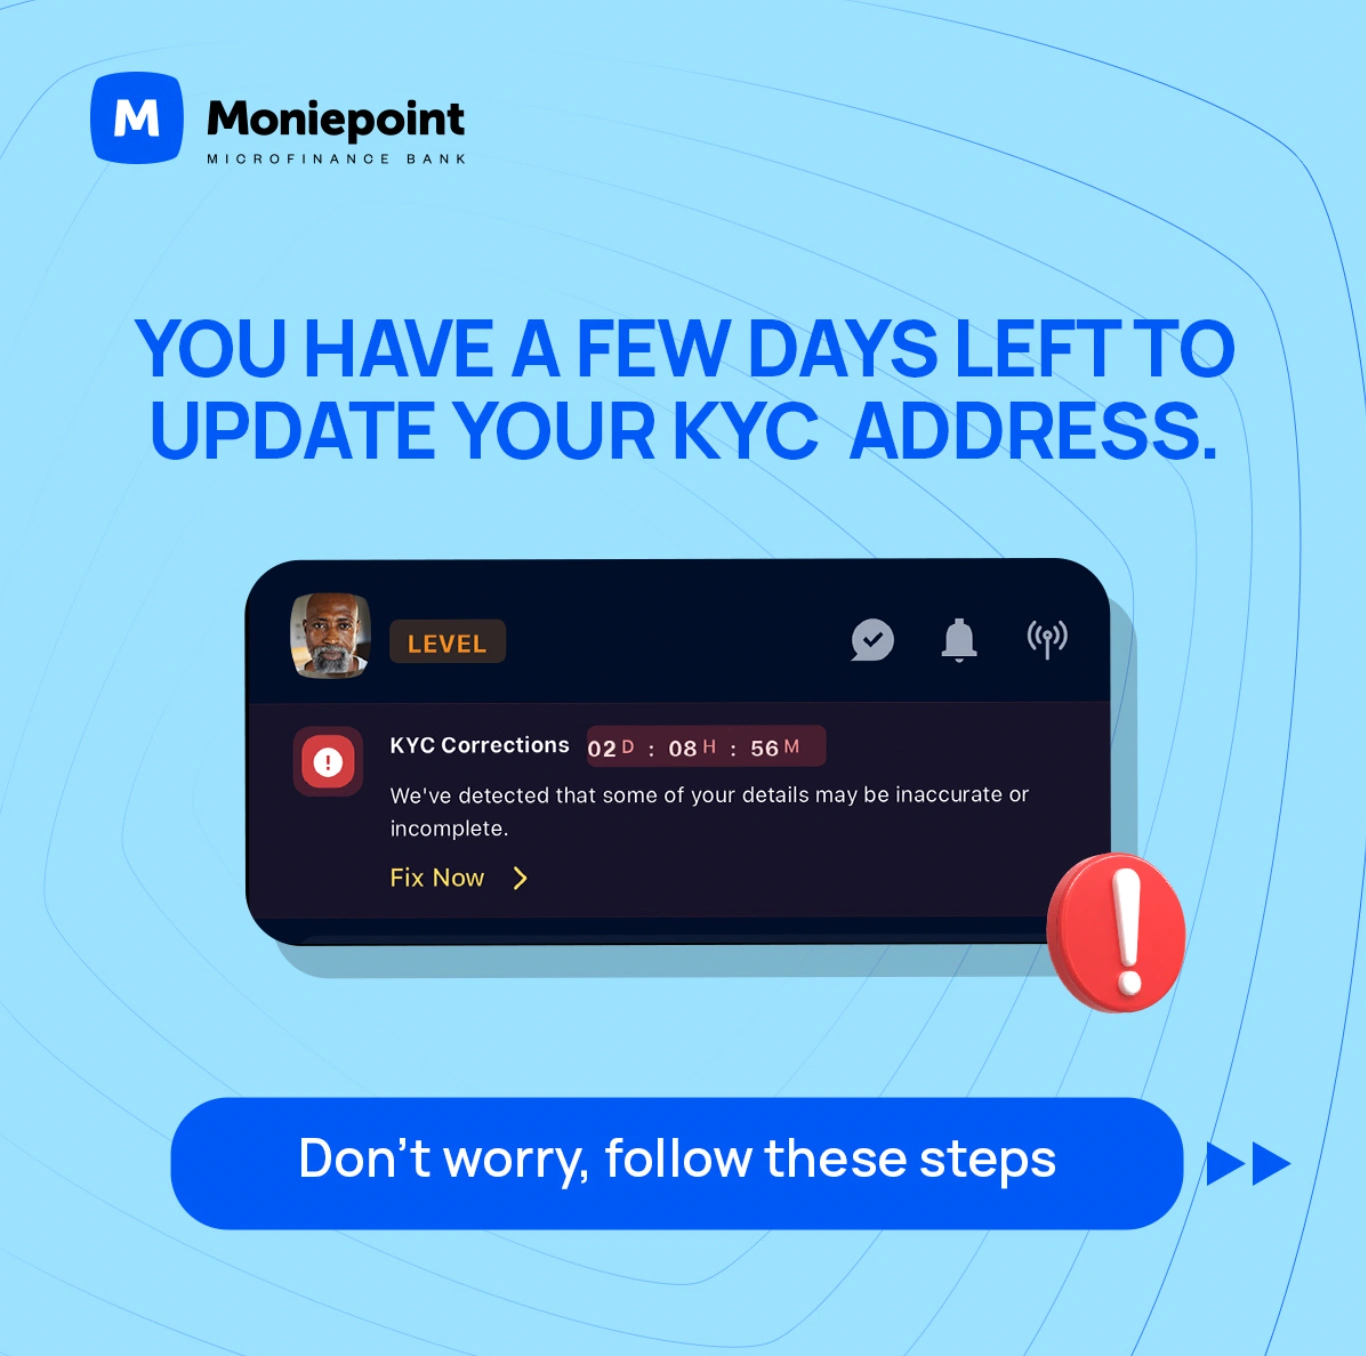 M
Moniepoint
MICROFINANCE BANK
YOU HAVE A FEW DAYS LEFT TO
UPDATE YOUR KYC ADDRESS.
LEVEL
KYC Corrections 02 D : 08 H : 56 M
We've detected that some of your details may be inaccurate or
incomplete.
Fix Now
Don’t worry, follow these steps